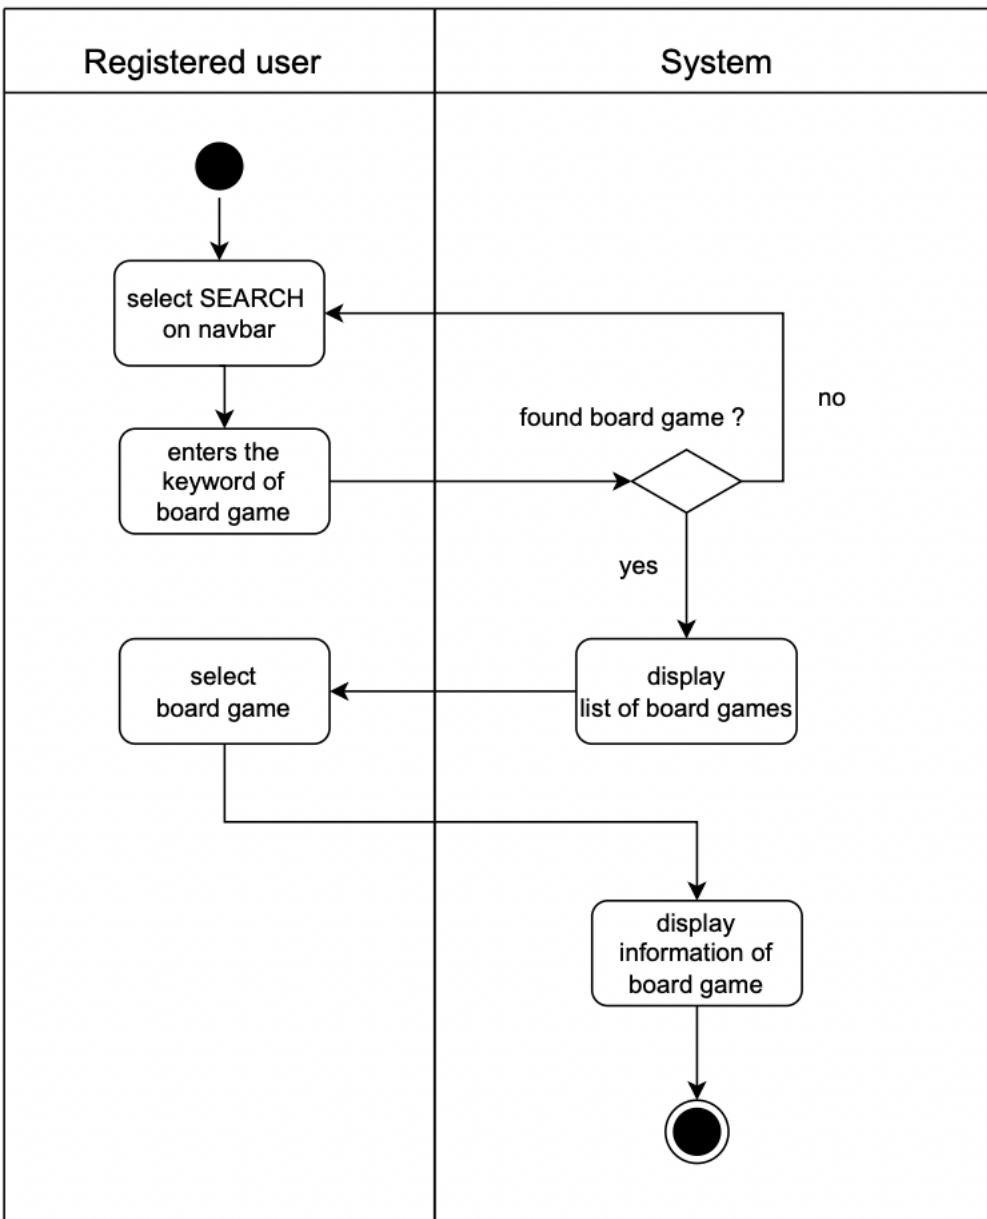 Registered user
System
select SEARCH
on navbar
no
found board game ?
enters the
keyword of
board game
yes
select
board game
display
list of board games
display
information of
board game